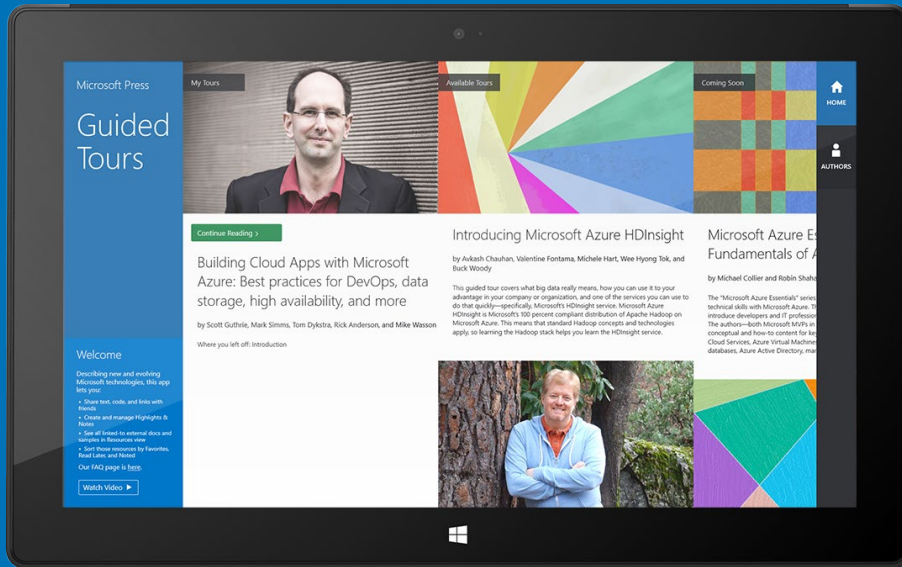 Microsoft Press
Guided
Tours
Welcome
Describing new and evolving
Microsoft technologies, this app
lets you:
• Share text, code, and links with
friends
• Create and manage Highlights &
Notes
• See all linked-to external docs and
samples in Resources view
• Sort those resources by Favorites,
Read Later, and Noted
Our FAQ page is here.
Watch Video
My Tours
Continue Reading >
Building Cloud Apps with Microsoft
Azure: Best practices for DevOps, data
storage, high availability, and more
by Scott Guthrie, Mark Simms, Tom Dykstra, Rick Anderson, and Mike Wasson
Where you left off: Introduction
Available Tours
Introducing Microsoft Azure HDInsight
by Avkash Chauhan, Valentine Fontama, Michele Hart, Wee Hyong Tok, and
Buck Woody
This guided tour covers what big data really means, how you can use it to your
advantage in your company or organization, and one of the services you can use to
do that quickly—specifically, Microsoft's HDInsight service. Microsoft Azure
HDInsight is Microsoft's 100 percent compliant distribution of Apache Hadoop on
Microsoft Azure. This means that standard Hadoop concepts and technologies
apply, so learning the Hadoop stack helps you learn the HDInsight service.
Coming Soon
Microsoft Azure Es
Fundamentals of A
by Michael Collier and Robin Shaha
The "Microsoft Azure Essentials" series
technical skills with Microsoft Azure. Th
introduce developers and IT profession
The authors—both Microsoft MVPs in
conceptual and how-to content for key
Cloud Services, Azure Virtual Machine
databases, Azure Active Directory, ma
HOME
AUTHORS